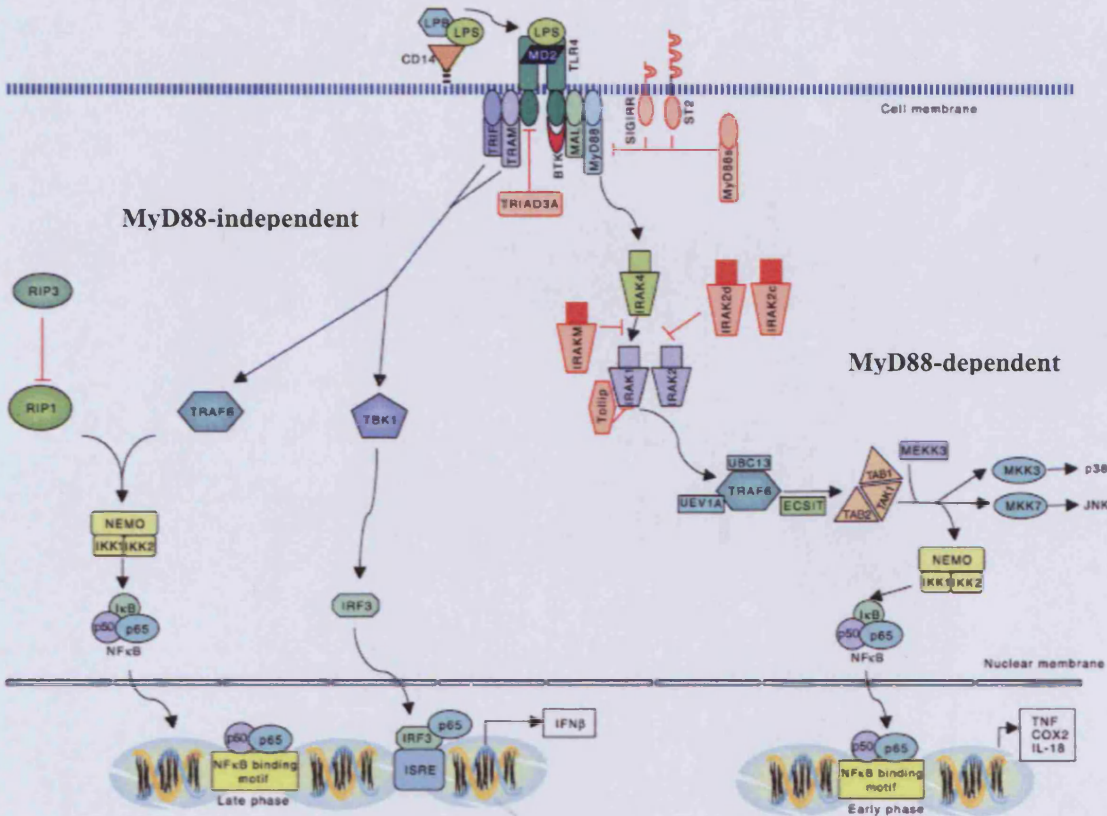 LPB
LPS
CD14
LPS
MD2
TLR4
Cell membrane
TRIF
TRAM
BTK
MAL
MyD88
SIGIRR
ST2
MyD88s
TRIAD3A
MyD88-independent
MyD88-dependent
RIP3
RIP1
TRAF6
TBK1
IRAK4
IRAKM
IRAK2d
IRAK2c
IRAK1
IRAK2
Tollip
UBC13
UEV1A
TRAF6
ECSIT
TAB1
TAK1
TAB2
MEKK3
MKK3
p38
MKK7
JNK
NEMO
IKK1
IKK2
IκB
p50
p65
NFκB
IRF3
NEMO
IKK1
IKK2
IκB
p50
p65
NFκB
Nuclear membrane
p50
p65
NFκB binding
motif
Late phase
IRF3
p65
ISRE
IFNβ
p50
p65
NFκB binding
motif
Early phase
TNF
COX2
IL-18